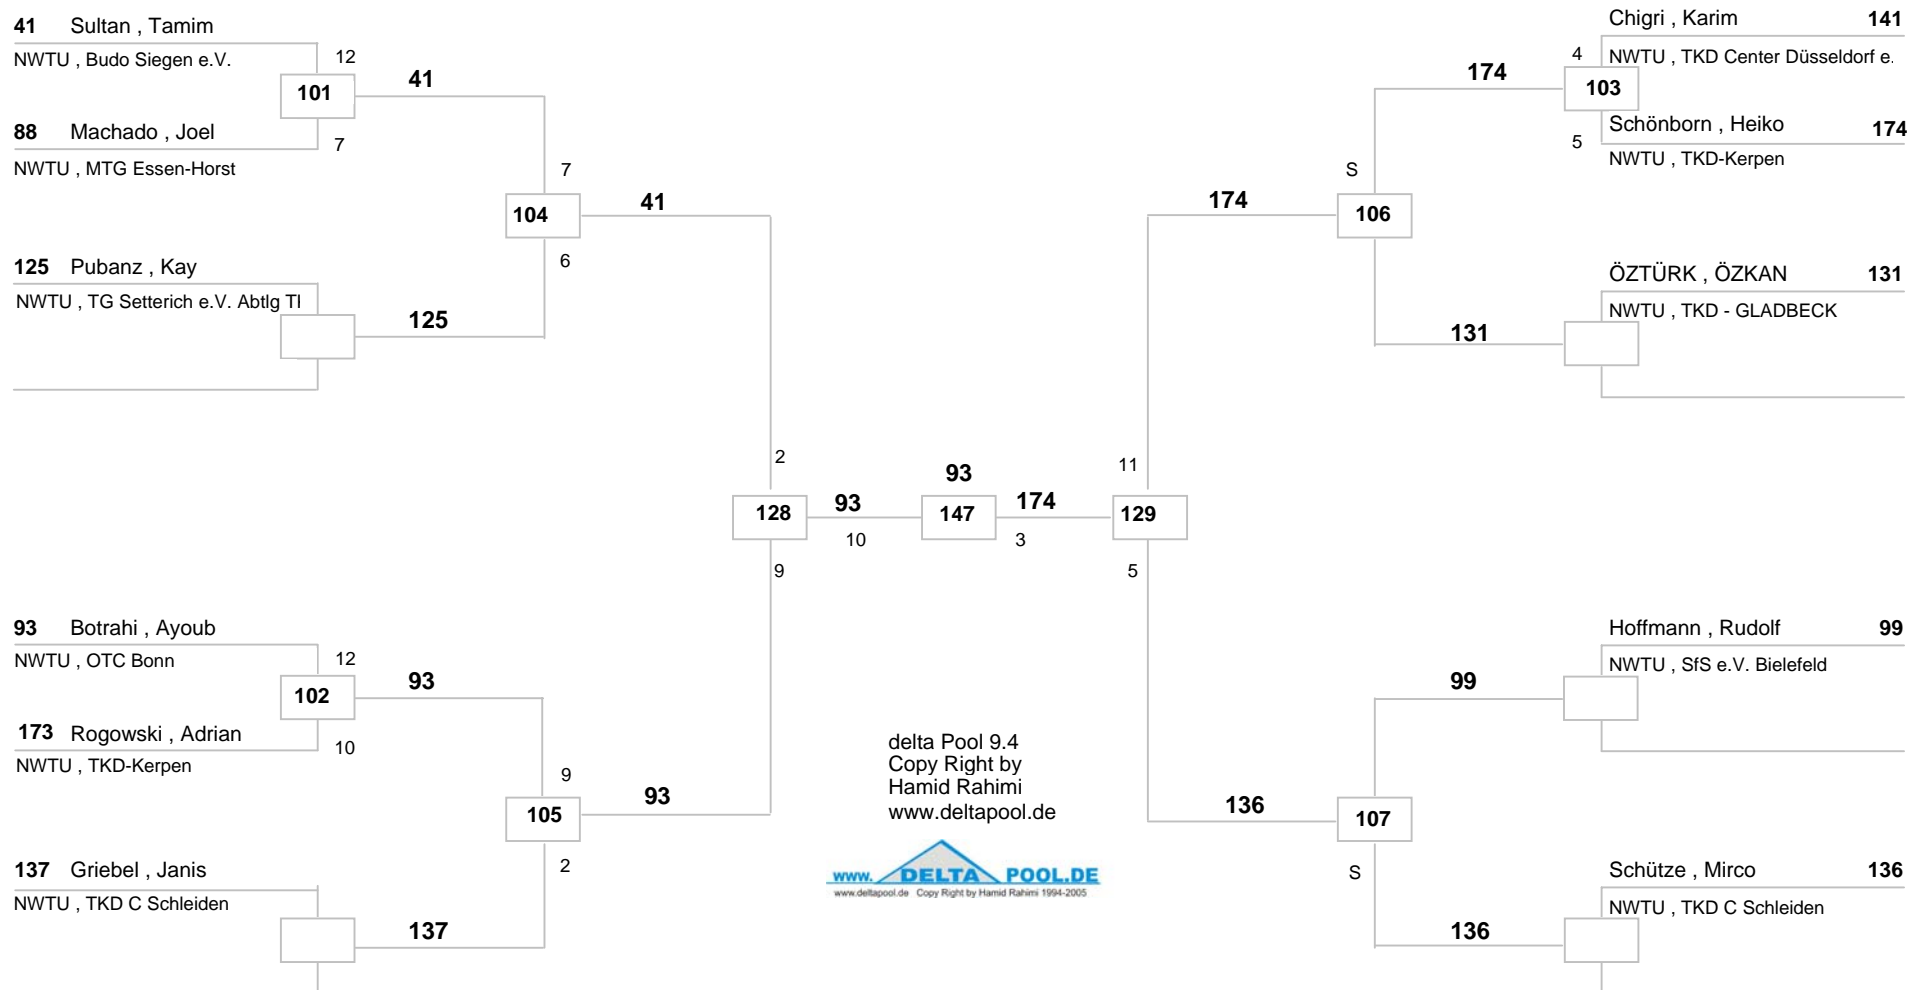 41 Sultan , Tamim
NWTU , Budo Siegen e.V.
12
101
41
88 Machado , Joel
7
NWTU , MTG Essen-Horst
7
104
41
6
125 Pubanz , Kay
NWTU , TG Setterich e.V. Abtlg Tl
125
2
128
93
10
9
93 Botrahi , Ayoub
NWTU , OTC Bonn
12
102
93
173 Rogowski , Adrian
10
NWTU , TKD-Kerpen
9
105
93
2
137 Griebel , Janis
NWTU , TKD C Schleiden
137
93
147
174
3
delta Pool 9.4
Copy Right by
Hamid Rahimi
www.deltapool.de
www. DELTA POOL.DE
www.deltapool.de Copy Right by Hamid Rahimi 1994-2005
Chigri , Karim 141
4
NWTU , TKD Center Düsseldorf e.
174
103
Schönborn , Heiko 174
5
NWTU , TKD-Kerpen
S
174
106
ÖZTÜRK , ÖZKAN 131
NWTU , TKD - GLADBECK
131
11
129
5
Hoffmann , Rudolf 99
NWTU , SfS e.V. Bielefeld
99
136
107
S
Schütze , Mirco 136
NWTU , TKD C Schleiden
136